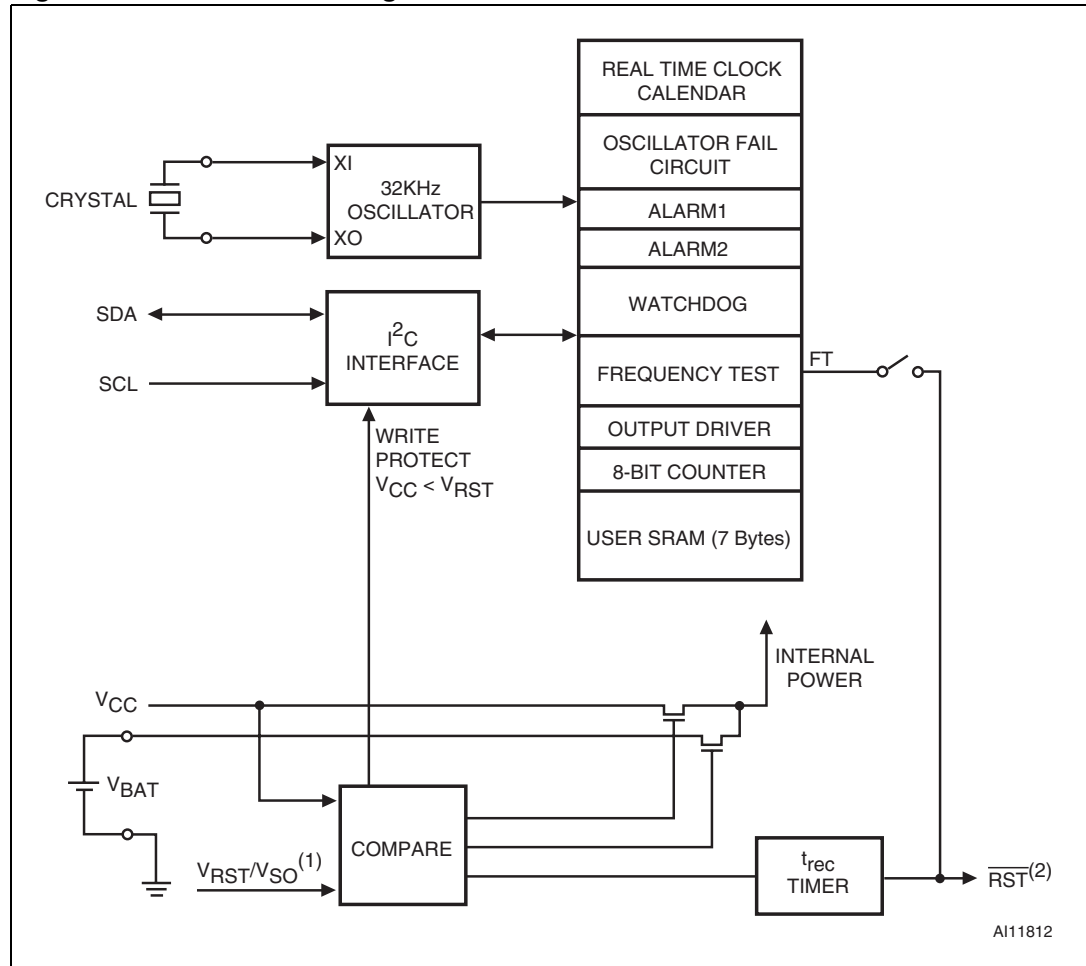 REAL TIME CLOCK
CALENDAR
OSCILLATOR FAIL
CIRCUIT
ALARM1
ALARM2
WATCHDOG
FREQUENCY TEST
OUTPUT DRIVER
8-BIT COUNTER
USER SRAM (7 Bytes)
CRYSTAL
XI
32KHz
OSCILLATOR
XO
SDA
SCL
I2C
INTERFACE
FT
WRITE
PROTECT
VCC < VRST
INTERNAL
POWER
VCC
VBAT
VRST/VSO(1)
COMPARE
trec
TIMER
RST(2)
AI11812